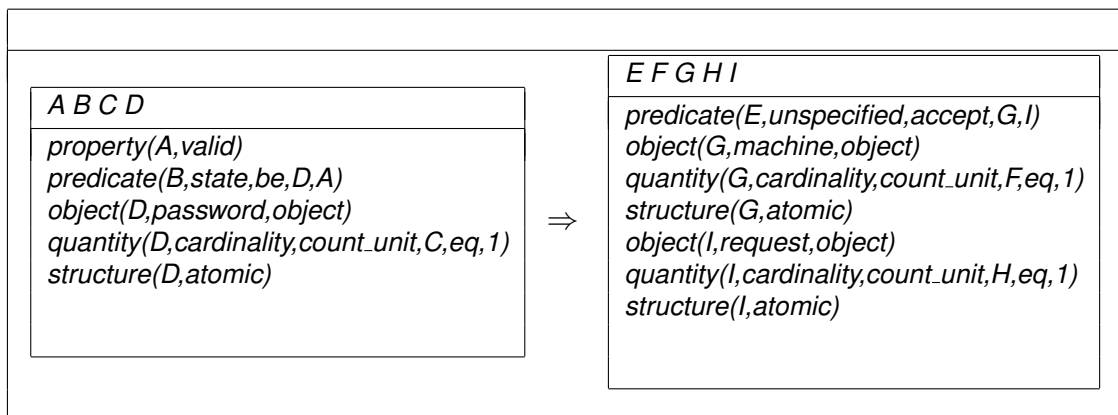 A B C D
property(A,valid)
predicate(B,state,be,D,A)
object(D,password,object)
quantity(D,cardinality,count_unit,C,eq,1)
structure(D,atomic)
⇒
E F G H I
predicate(E,unspecified,accept,G,I)
object(G,machine,object)
quantity(G,cardinality,count_unit,F,eq,1)
structure(G,atomic)
object(I,request,object)
quantity(I,cardinality,count_unit,H,eq,1)
structure(I,atomic)